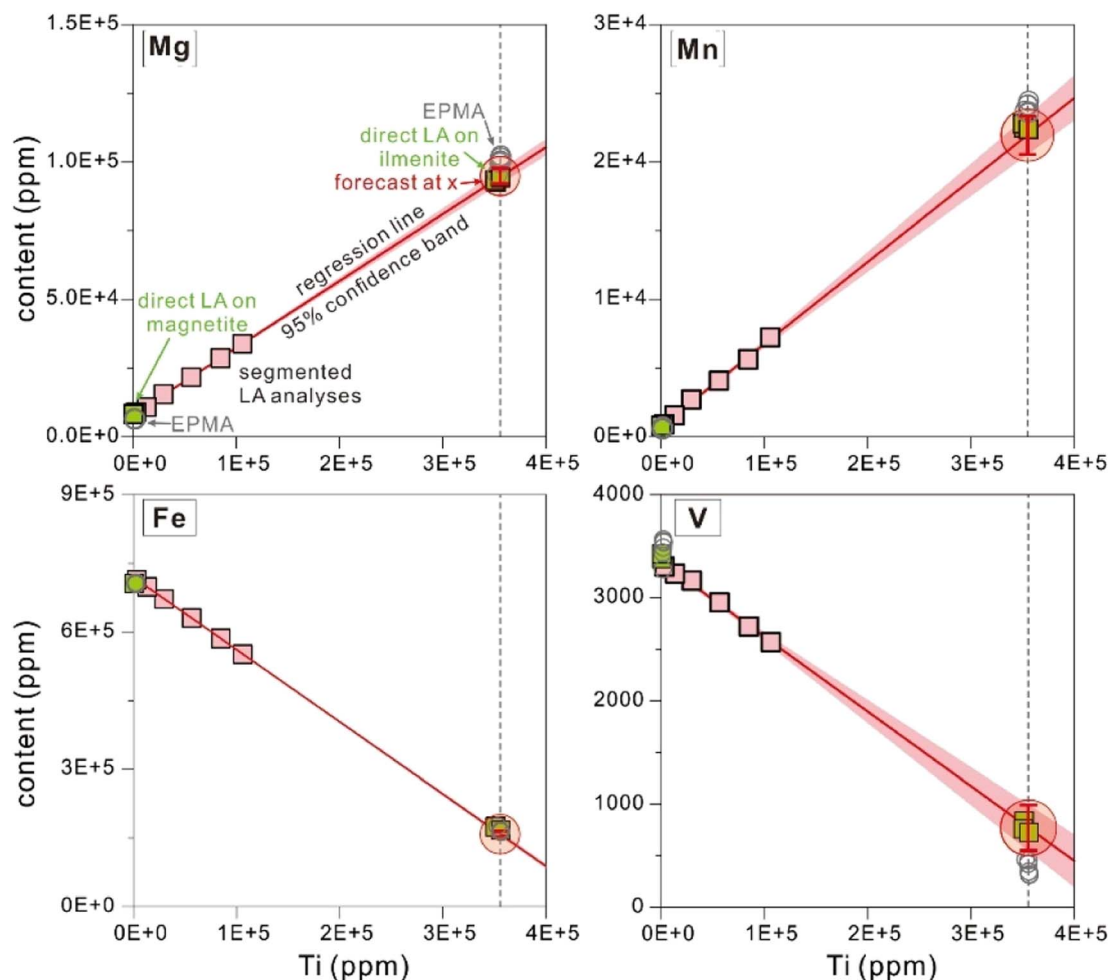 1.5E+5
[Mg]
EPMA
direct LA on
ilmenite
1.0E+5
forecast at x
content (ppm)
regression line
95% confidence band
5.0E+4
direct LA on
magnetite
segmented
LA analyses
EPMA
0.0E+0
0E+0 1E+5 2E+5 3E+5 4E+5
3E+4
[Mn]
2E+4
1E+4
0E+0
0E+0 1E+5 2E+5 3E+5 4E+5
9E+5
Fe
6E+5
content (ppm)
3E+5
0E+0
0E+0 1E+5 2E+5 3E+5 4E+5
Ti (ppm)
4000
V
3000
2000
1000
0
0E+0 1E+5 2E+5 3E+5 4E+5
Ti (ppm)